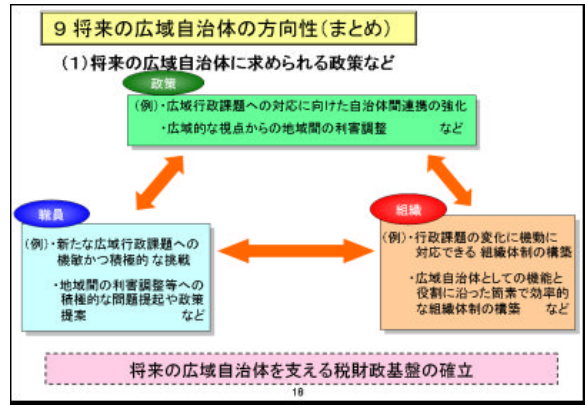 9 将来の広域自治体の方向性(まとめ)
(1)将来の広域自治体に求められる政策など
政策
(例)・広域行政課題への対応に向けた自治体間連携の強化
・広域的な視点からの地域間の利害調整 など
職員
(例)・新たな広域行政課題への
機敏かつ積極的な挑戦
・地域間の利害調整等への
積極的な問題提起や政策
提案 など
組織
(例)・行政課題の変化に機動に
対応できる 組織体制の構築
・広域自治体としての機能と
役割に沿った簡素で効率的
な組織体制の構築 など
将来の広域自治体を支える税財政基盤の確立
18